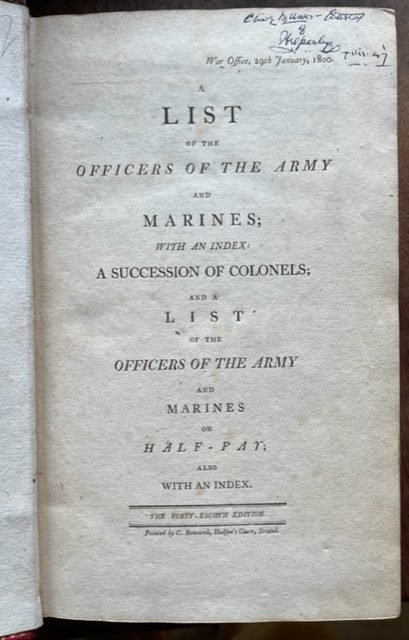 War Office, 29th January, 1800.
A
LIST
OF THE
OFFICERS OF THE ARMY
AND
MARINES;
WITH AN INDEX:
A SUCCESSION OF COLONELS;
AND A
LIST
OF THE
OFFICERS OF THE ARMY
AND
MARINES
ON
HALF-PAY;
ALSO
WITH AN INDEX.
THE FORTY-EIGHTH EDITION.
Printed by C. Roworth, Hudson's Court, Strand.